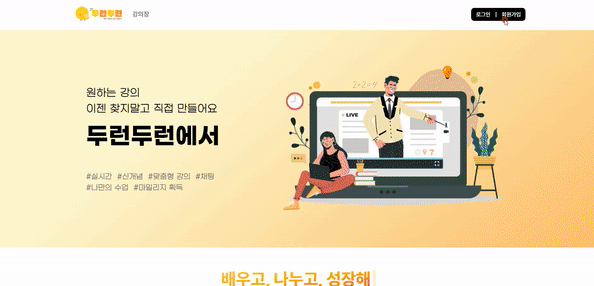 두런두런
강의장
로그인 | 회원가입
원하는 강의
이젠 찾지말고 직접 만들어요
두런두런에서
#실시간 #신개념 #맞춤형 강의 #채팅
#나만의 수업 #마일리지 획득
LIVE
배우고, 나누고, 성장해